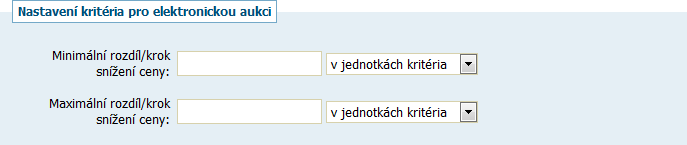 Nastavení kritéria pro elektronickou aukci
Minimální rozdíl/krok
snížení ceny:
v jednotkách kritéria
Maximální rozdíl/krok
snížení ceny:
v jednotkách kritéria